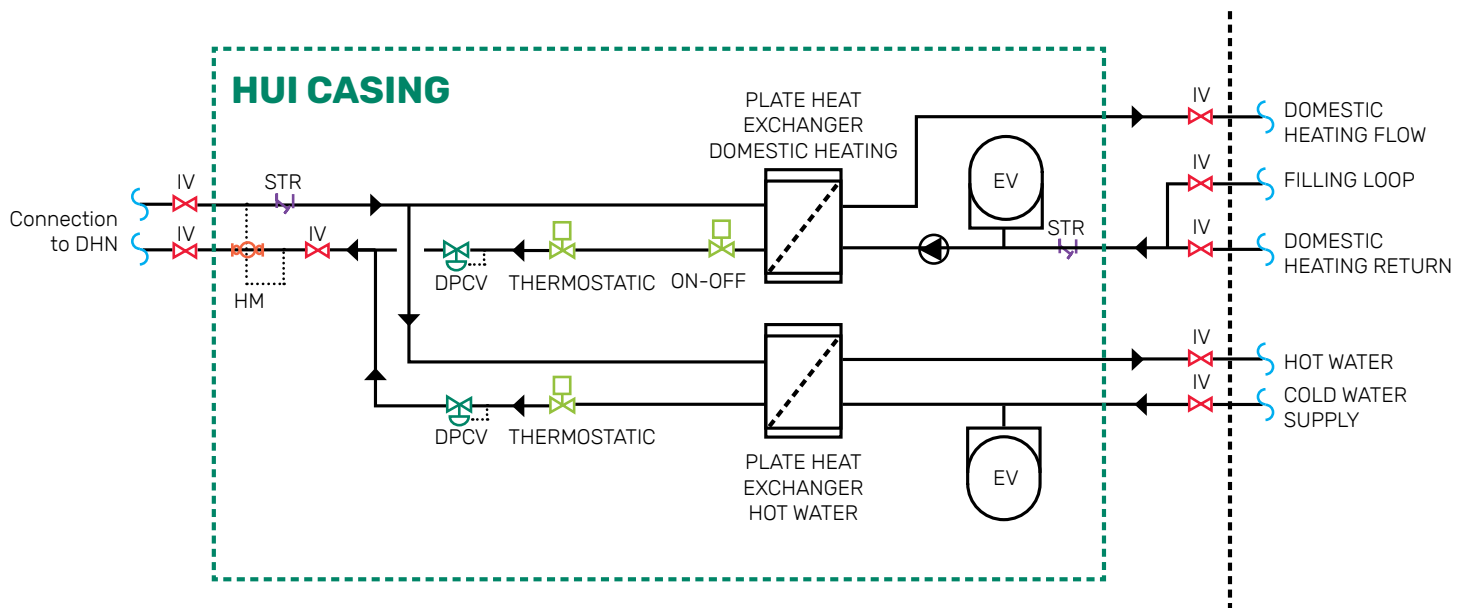 HUI CASING
PLATE HEAT
EXCHANGER
DOMESTIC HEATING
IV
DOMESTIC
HEATING FLOW
IV
STR
EV
IV
FILLING LOOP
Connection
to DHN
IV
IV
STR
IV
DOMESTIC
HEATING RETURN
HM
DPCV
THERMOSTATIC
ON-OFF
IV
HOT WATER
IV
COLD WATER
SUPPLY
DPCV
THERMOSTATIC
PLATE HEAT
EXCHANGER
HOT WATER
EV